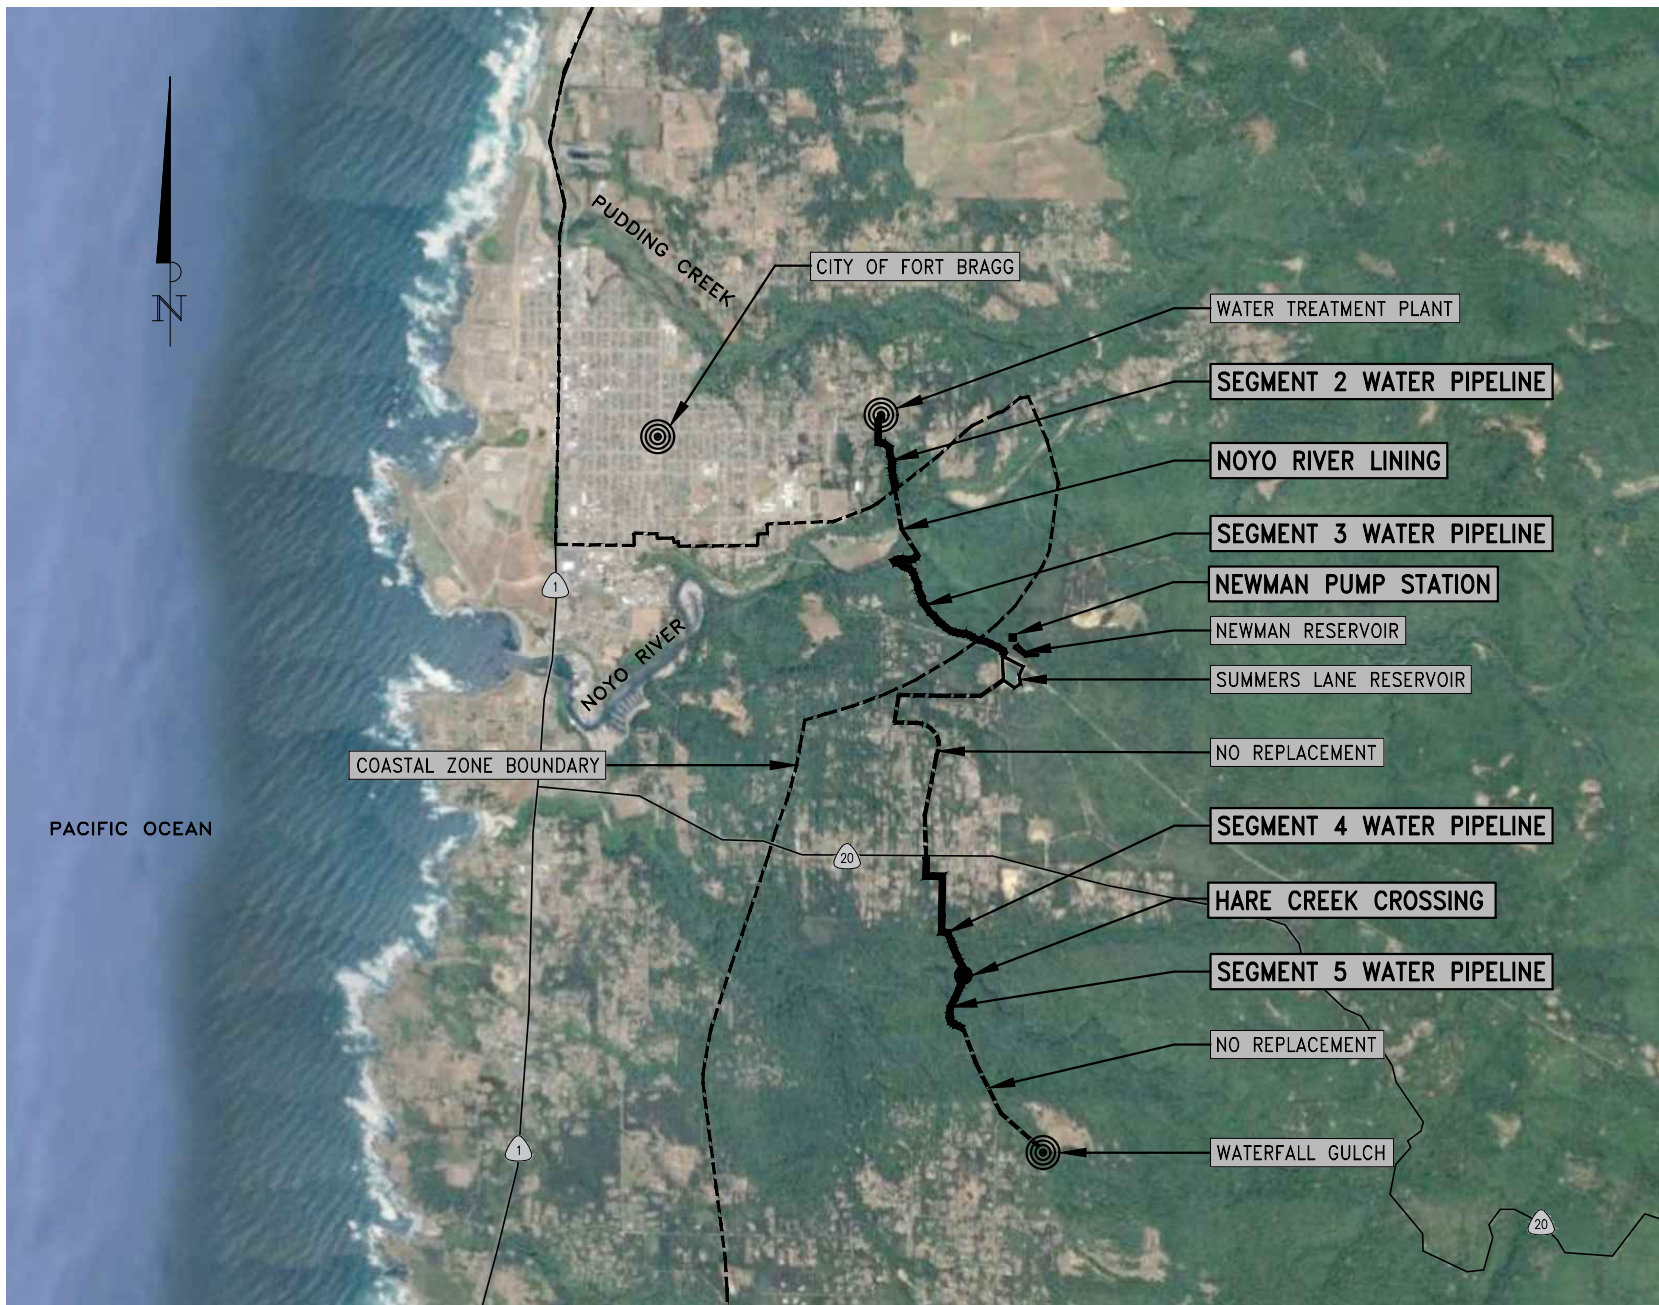 PUDDING CREEK
CITY OF FORT BRAGG
N
WATER TREATMENT PLANT
SEGMENT 2 WATER PIPELINE
NOYO RIVER LINING
SEGMENT 3 WATER PIPELINE
NEWMAN PUMP STATION
1
NEWMAN RESERVOIR
NOYO RIVER
SUMMERS LANE RESERVOIR
NO REPLACEMENT
COASTAL ZONE BOUNDARY
PACIFIC OCEAN
SEGMENT 4 WATER PIPELINE
20
HARE CREEK CROSSING
SEGMENT 5 WATER PIPELINE
NO REPLACEMENT
1
WATERFALL GULCH
20